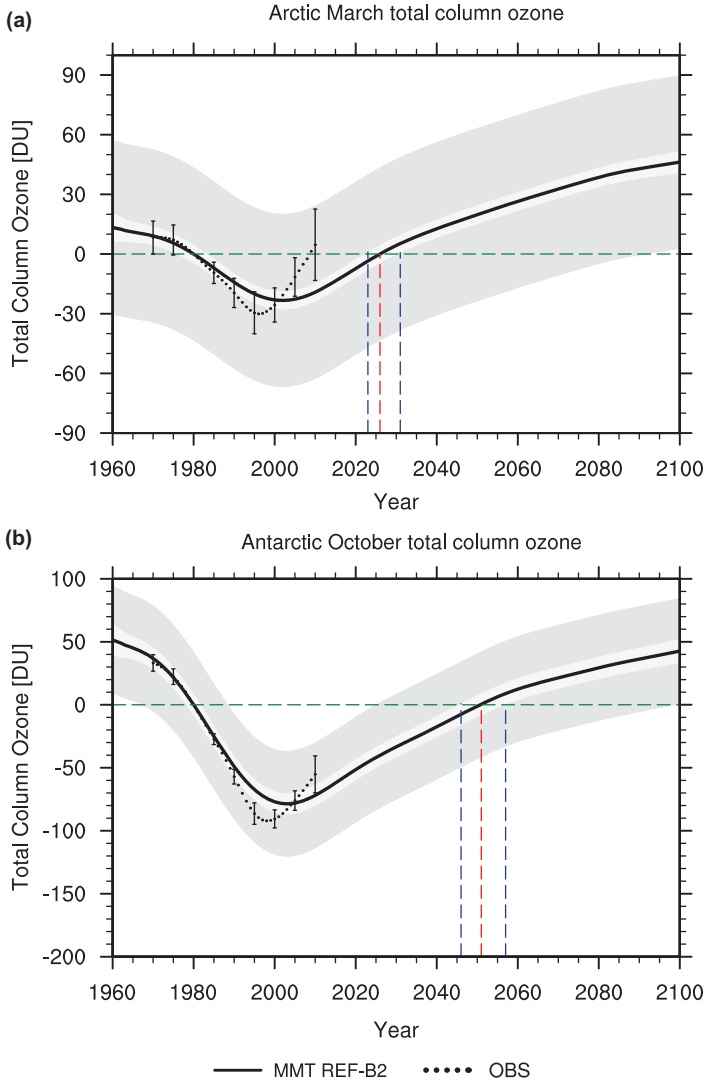 (a)
Arctic March total column ozone
Total Column Ozone [DU]
90
60
30
0
-30
-60
-90
1960 1980 2000 2020 2040 2060 2080 2100
Year
(b)
Antarctic October total column ozone
Total Column Ozone [DU]
100
50
0
-50
-100
-150
-200
1960 1980 2000 2020 2040 2060 2080 2100
Year
MMT REF-B2 OBS